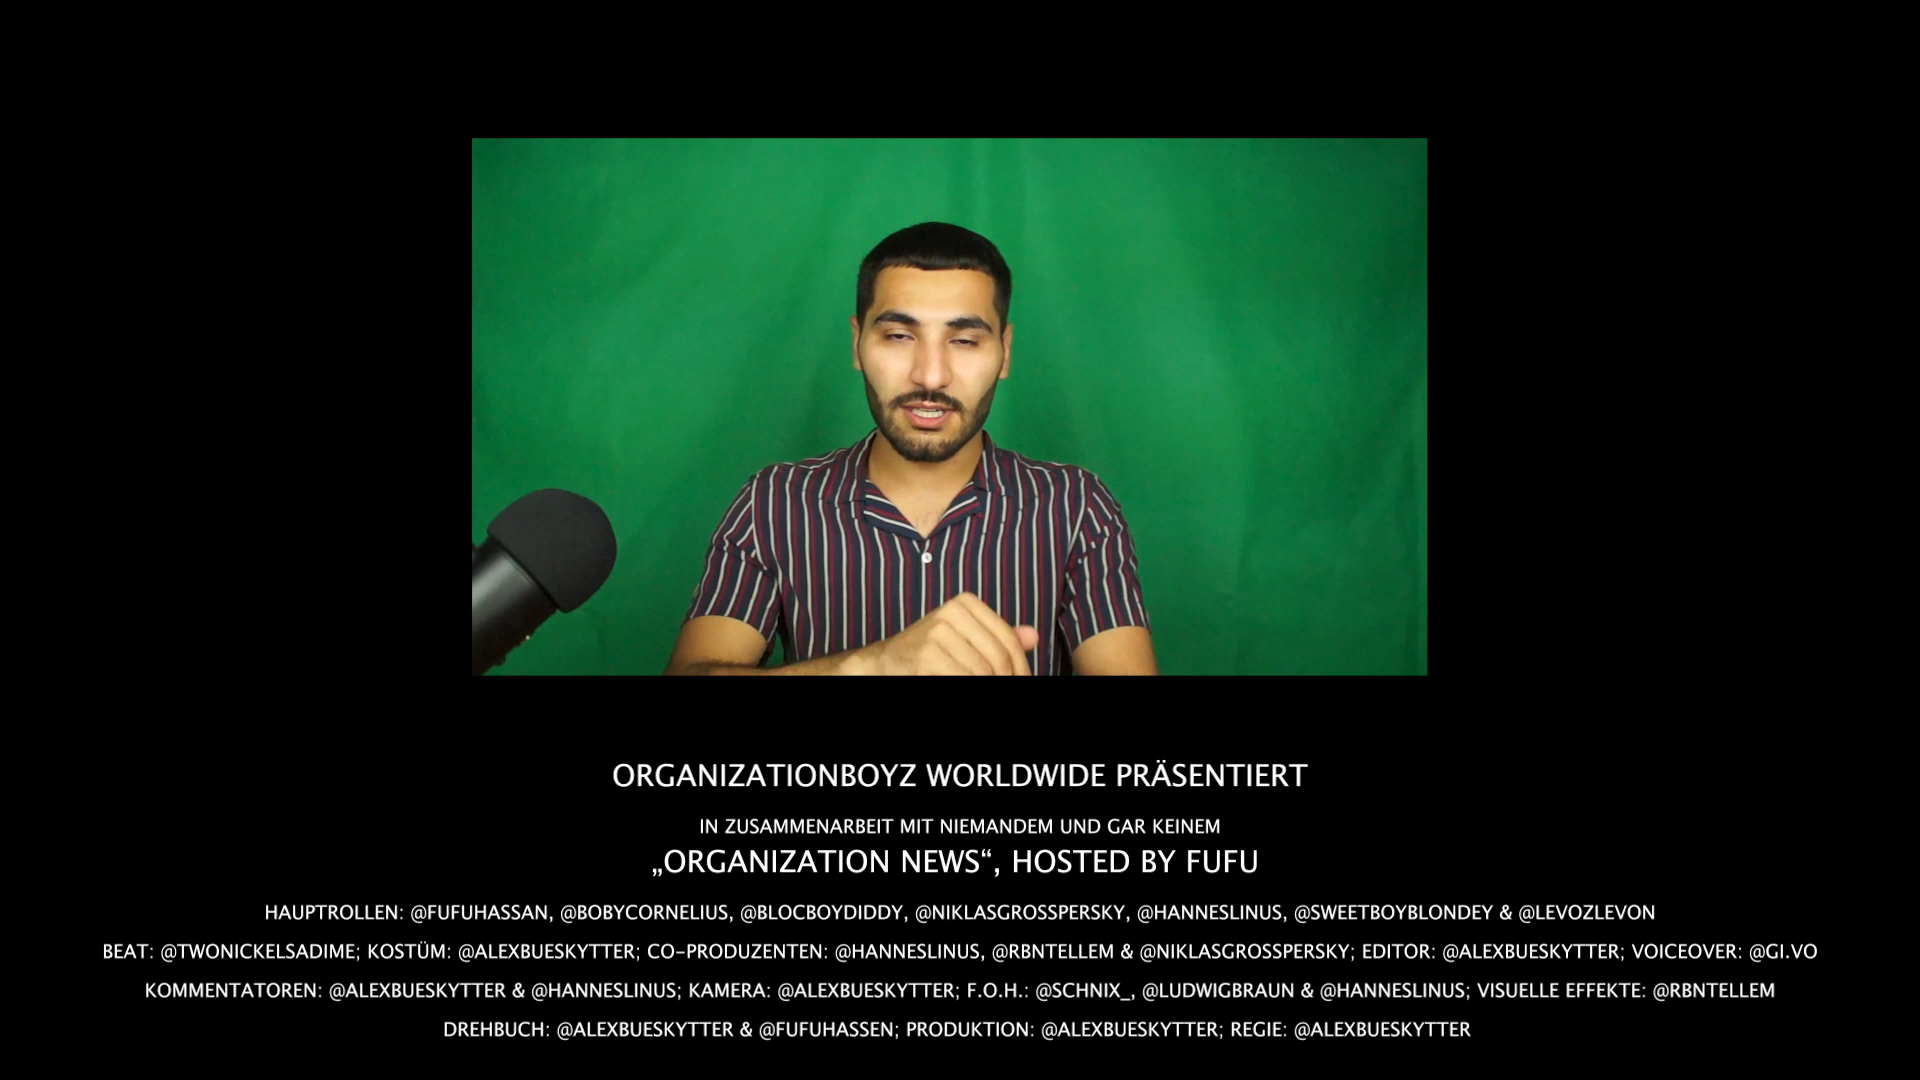 ORGANIZATIONBOYZ WORLDWIDE PRÄSENTIERT
IN ZUSAMMENARBEIT MIT NIEMANDEM UND GAR KEINEM
„ORGANIZATION NEWS“, HOSTED BY FUFU
HAUPTROLLEN: @FUFUHASSAN, @BOBYCORNELIUS, @BLOCBOYDIDDY, @NIKLASGROSSPERSKY, @HANNESLINUS, @SWEETBOYBLONDEY & @LEVOZLEVON
BEAT: @TWONICKELSADIME; KOSTÜM: @ALEXBUESKYTTER; CO-PRODUZENTEN: @HANNESLINUS, @RBNTELLEM & @NIKLASGROSSPERSKY; EDITOR: @ALEXBUESKYTTER; VOICEOVER: @GI.VO
KOMMENTATOREN: @ALEXBUESKYTTER & @HANNESLINUS; KAMERA: @ALEXBUESKYTTER; F.O.H.: @SCHNIX_, @LUDWIGBRAUN & @HANNESLINUS; VISUELLE EFFEKTE: @RBNTELLEM
DREHBUCH: @ALEXBUESKYTTER & @FUFUHASSEN; PRODUKTION: @ALEXBUESKYTTER; REGIE: @ALEXBUESKYTTER